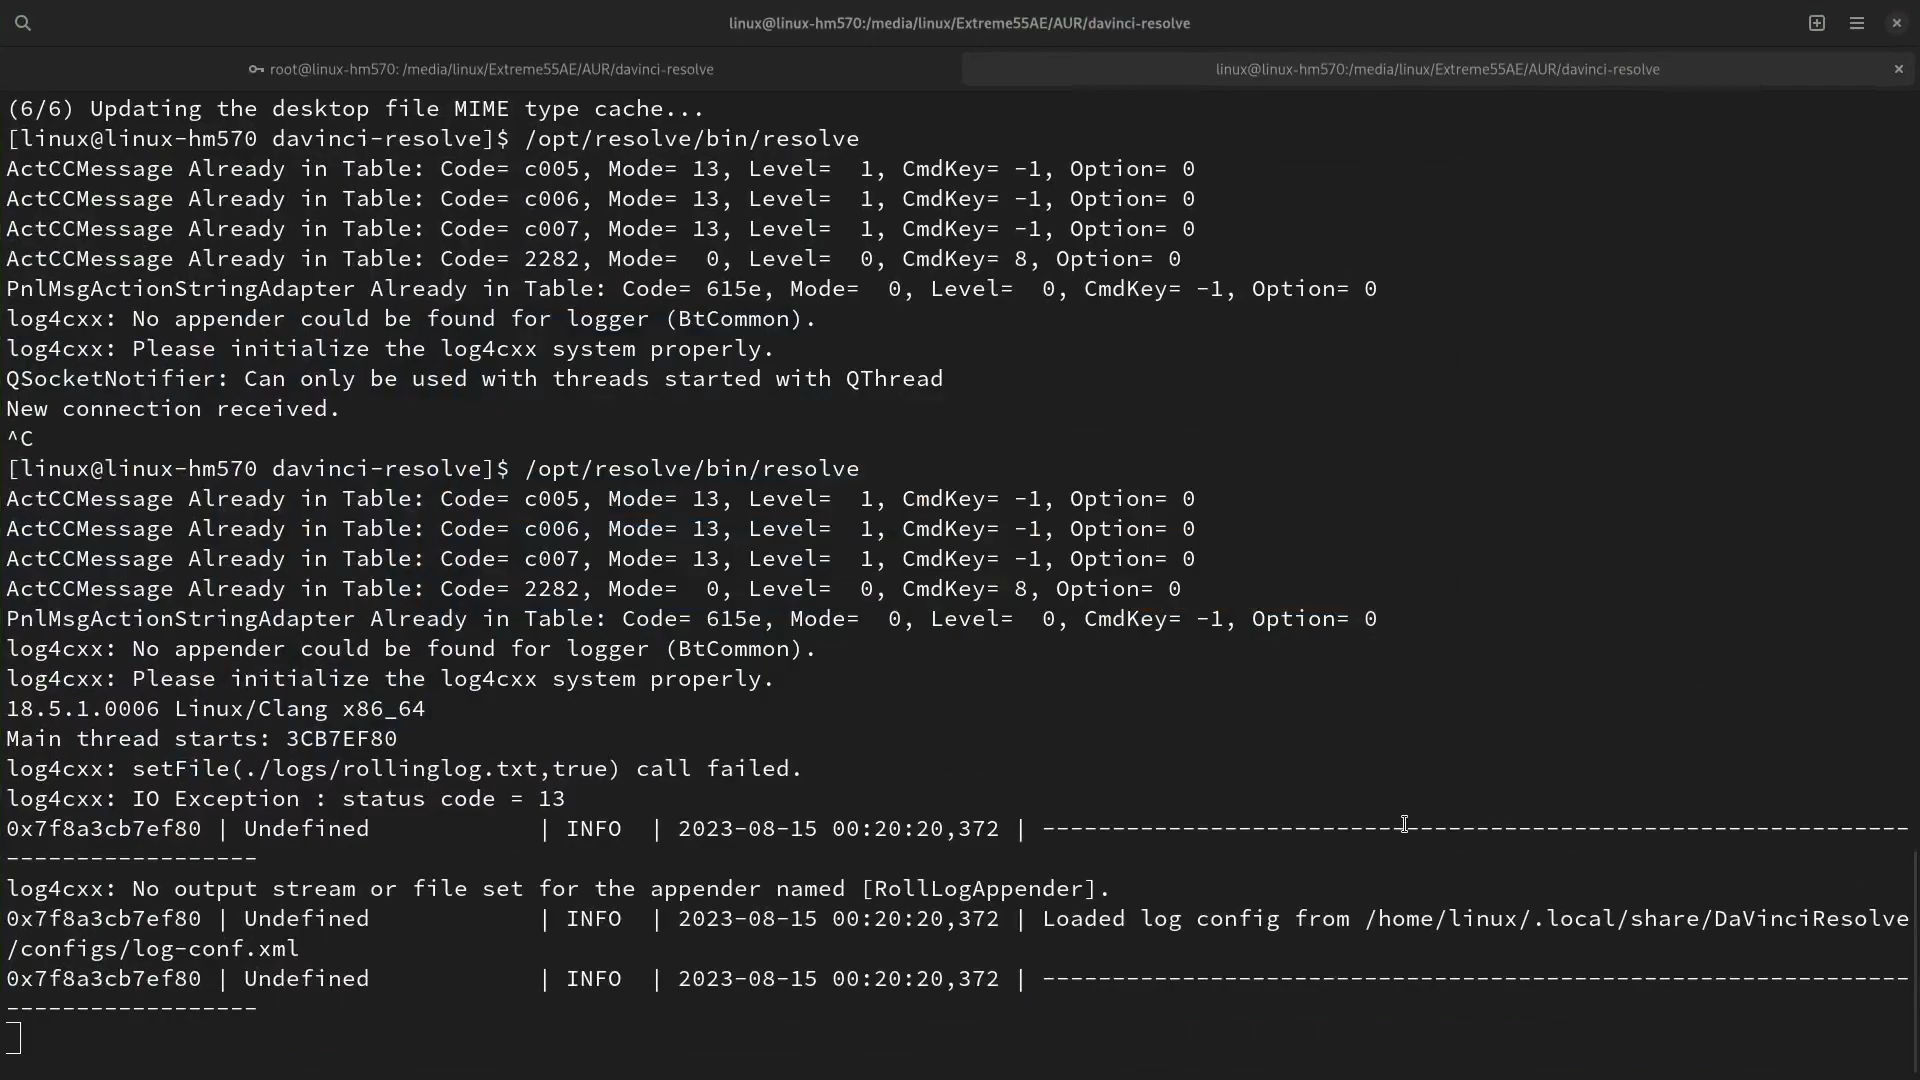 linux@linux-hm570:/media/linux/Extreme55AE/AUR/davinci-resolve
root@linux-hm570: /media/linux/Extreme55AE/AUR/davinci-resolve
linux@linux-hm570:/media/linux/Extreme55AE/AUR/davinci-resolve
(6/6) Updating the desktop file MIME type cache...
[linux@linux-hm570 davinci-resolve]$ /opt/resolve/bin/resolve
ActCCMessage Already in Table: Code= c005, Mode= 13, Level=  1, CmdKey= -1, Option= 0
ActCCMessage Already in Table: Code= c006, Mode= 13, Level=  1, CmdKey= -1, Option= 0
ActCCMessage Already in Table: Code= c007, Mode= 13, Level=  1, CmdKey= -1, Option= 0
ActCCMessage Already in Table: Code= 2282, Mode=  0, Level=  0, CmdKey= 8, Option= 0
PnlMsgActionStringAdapter Already in Table: Code= 615e, Mode=  0, Level=  0, CmdKey= -1, Option= 0
log4cxx: No appender could be found for logger (BtCommon).
log4cxx: Please initialize the log4cxx system properly.
QSocketNotifier: Can only be used with threads started with QThread
New connection received.
^C
[linux@linux-hm570 davinci-resolve]$ /opt/resolve/bin/resolve
ActCCMessage Already in Table: Code= c005, Mode= 13, Level=  1, CmdKey= -1, Option= 0
ActCCMessage Already in Table: Code= c006, Mode= 13, Level=  1, CmdKey= -1, Option= 0
ActCCMessage Already in Table: Code= c007, Mode= 13, Level=  1, CmdKey= -1, Option= 0
ActCCMessage Already in Table: Code= 2282, Mode=  0, Level=  0, CmdKey= 8, Option= 0
PnlMsgActionStringAdapter Already in Table: Code= 615e, Mode=  0, Level=  0, CmdKey= -1, Option= 0
log4cxx: No appender could be found for logger (BtCommon).
log4cxx: Please initialize the log4cxx system properly.
18.5.1.0006 Linux/Clang x86_64
Main thread starts: 3CB7EF80
log4cxx: setFile(./logs/rollinglog.txt,true) call failed.
log4cxx: IO Exception : status code = 13
0x7f8a3cb7ef80 | Undefined            | INFO  | 2023-08-15 00:20:20,372 | --------------------------------------------------------------
------------------
log4cxx: No output stream or file set for the appender named [RollLogAppender].
0x7f8a3cb7ef80 | Undefined            | INFO  | 2023-08-15 00:20:20,372 | Loaded log config from /home/linux/.local/share/DaVinciResolve
/configs/log-conf.xml
0x7f8a3cb7ef80 | Undefined            | INFO  | 2023-08-15 00:20:20,372 | --------------------------------------------------------------
------------------